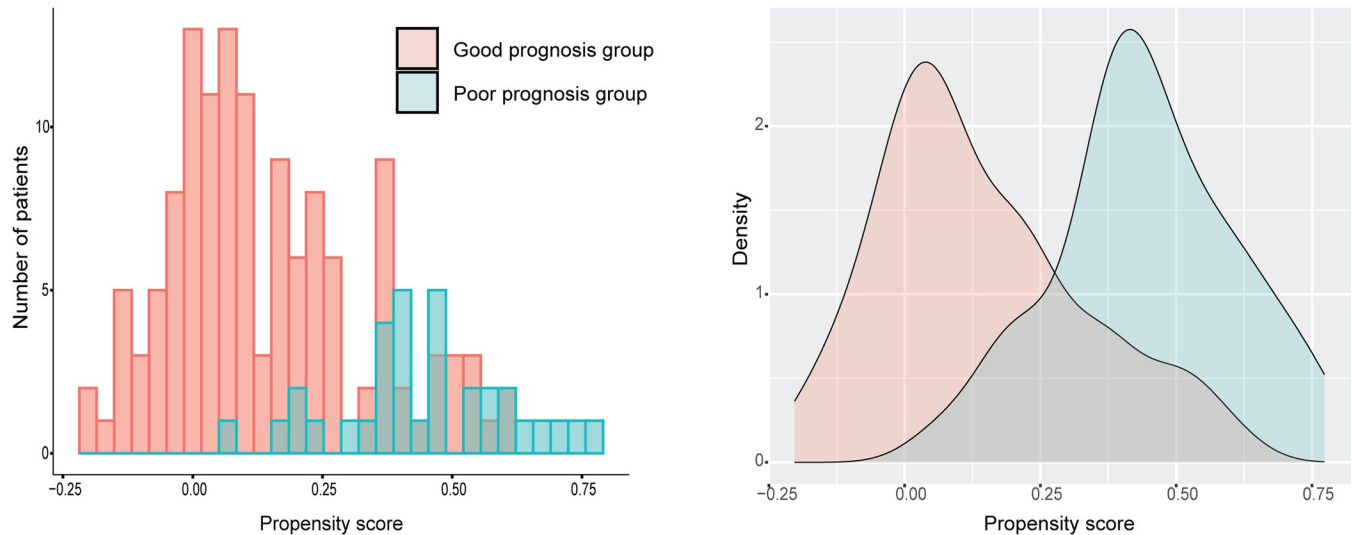 Good prognosis group
Poor prognosis group
Number of patients
10
5
0
−0.25 0.00 0.25 0.50 0.75
Propensity score
Density
2
1
0
−0.25 0.00 0.25 0.50 0.75
Propensity score